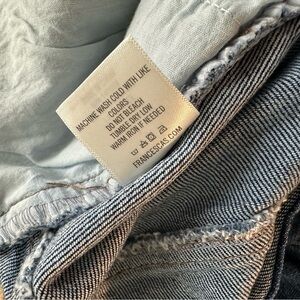 MACHINE WASH COLD WITH LIKE
COLORS
DO NOT BLEACH
TUMBLE DRY LOW
WARM IRON IF NEEDED
FRANCESCAS.COM